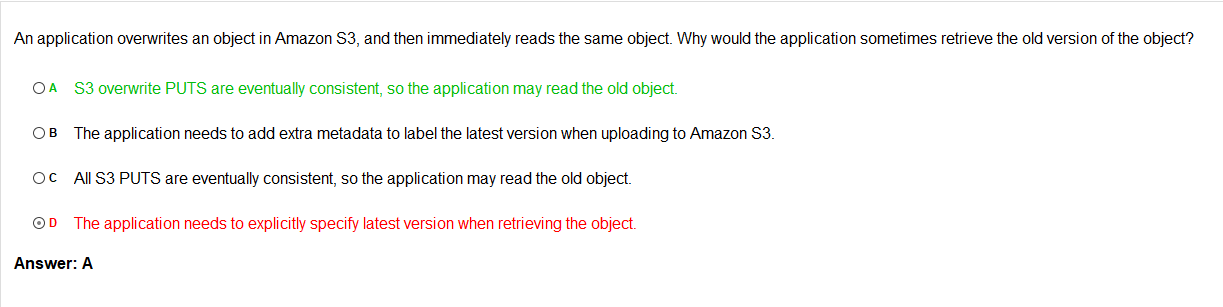 An application overwrites an object in Amazon S3, and then immediately reads the same object. Why would the application sometimes retrieve the old version of the object?
A S3 overwrite PUTS are eventually consistent, so the application may read the old object.
B The application needs to add extra metadata to label the latest version when uploading to Amazon S3.
C All S3 PUTS are eventually consistent, so the application may read the old object.
D The application needs to explicitly specify latest version when retrieving the object.
Answer: A